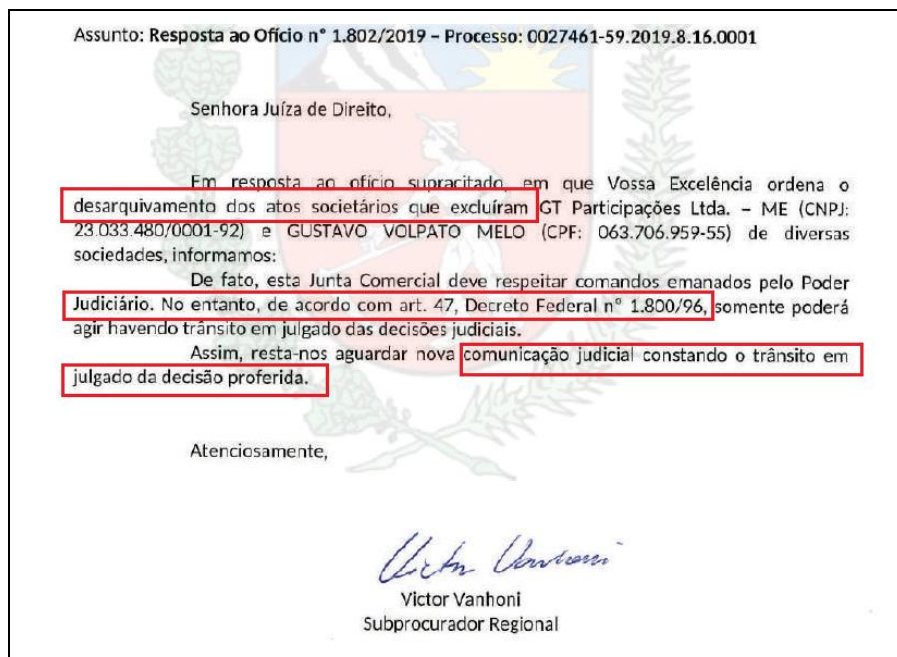 Assunto: Resposta ao Ofício n° 1.802/2019 – Processo: 0027461-59.2019.8.16.0001
Senhora Juíza de Direito,
Em resposta ao ofício supracitado, em que Vossa Excelência ordena o
desarquivamento dos atos societários que excluíram GT Participações Ltda. – ME (CNPJ:
23.033.480/0001-92) e GUSTAVO VOLPATO MELO (CPF: 063.706.959-55) de diversas
sociedades, informamos:
De fato, esta Junta Comercial deve respeitar comandos emanados pelo Poder
Judiciário. No entanto, de acordo com art. 47, Decreto Federal n° 1.800/96, somente poderá
agir havendo trânsito em julgado das decisões judiciais.
Assim, resta-nos aguardar nova comunicação judicial constando o trânsito em
julgado da decisão proferida.
Atenciosamente,
Victor Vanhoni
Victor Vanhoni
Subprocurador Regional